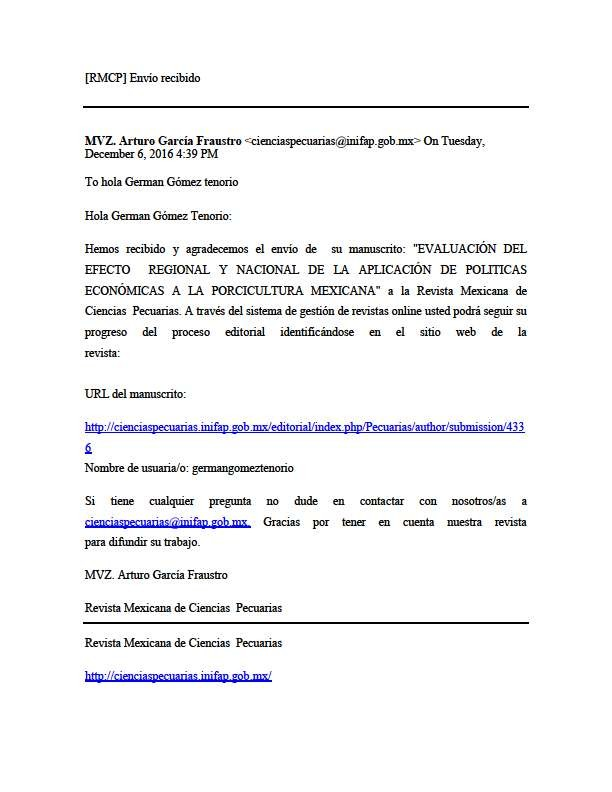 [RMCP] Envío recibido
MVZ. Arturo García Fraustro <cienciaspecuarias@inifap.gob.mx> On Tuesday,
December 6, 2016 4:39 PM
To hola German Gómez tenorio
Hola German Gómez Tenorio:
Hemos recibido y agradecemos el envío de su manuscrito: "EVALUACIÓN DEL
EFECTO REGIONAL Y NACIONAL DE LA APLICACIÓN DE POLITICAS
ECONÓMICAS A LA PORCICULTURA MEXICANA" a la Revista Mexicana de
Ciencias Pecuarias. A través del sistema de gestión de revistas online usted podrá seguir su
progreso del proceso editorial identificándose en el sitio web de la
revista:
URL del manuscrito:
http://cienciaspecuarias.inifap.gob.mx/editorial/index.php/Pecuarias/author/submission/433
6
Nombre de usuaria/o: germangomeztenorio
Si tiene cualquier pregunta no dude en contactar con nosotros/as a
cienciaspecuarias@inifap.gob.mx. Gracias por tener en cuenta nuestra revista
para difundir su trabajo.
MVZ. Arturo García Fraustro
Revista Mexicana de Ciencias Pecuarias
Revista Mexicana de Ciencias Pecuarias
http://cienciaspecuarias.inifap.gob.mx/